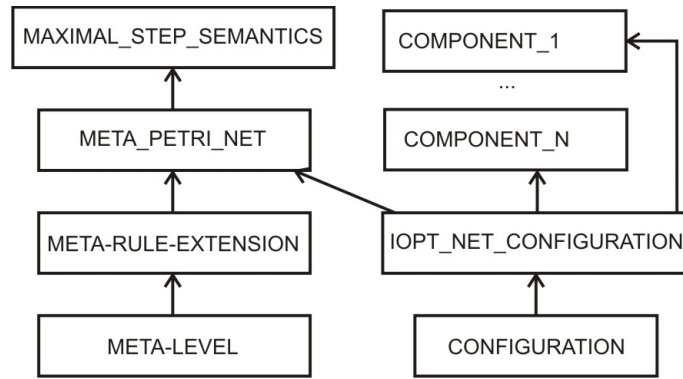 MAXIMAL_STEP_SEMANTICS
COMPONENT_1
...
META_PETRI_NET
COMPONENT_N
META-RULE-EXTENSION
IOPT_NET_CONFIGURATION
META-LEVEL
CONFIGURATION